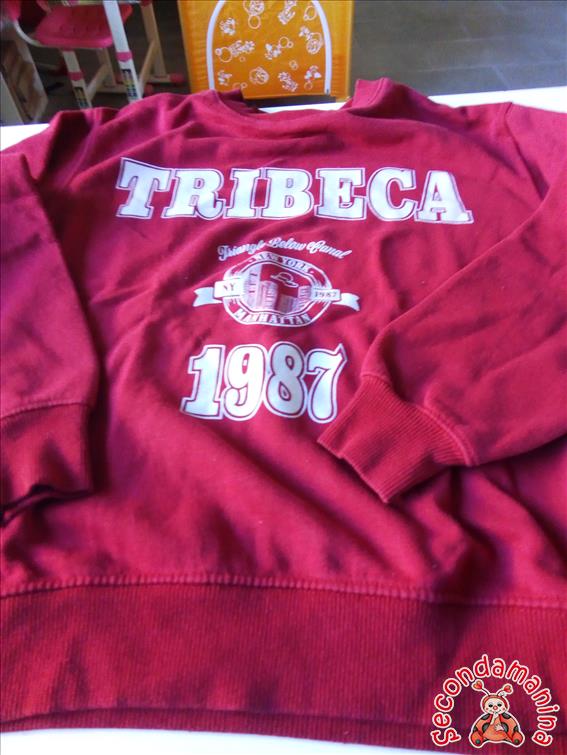 TRIBECA
Triangle Below Canal
NEW YORK
NY 1987
MANHATTAN
1987
secondamanina